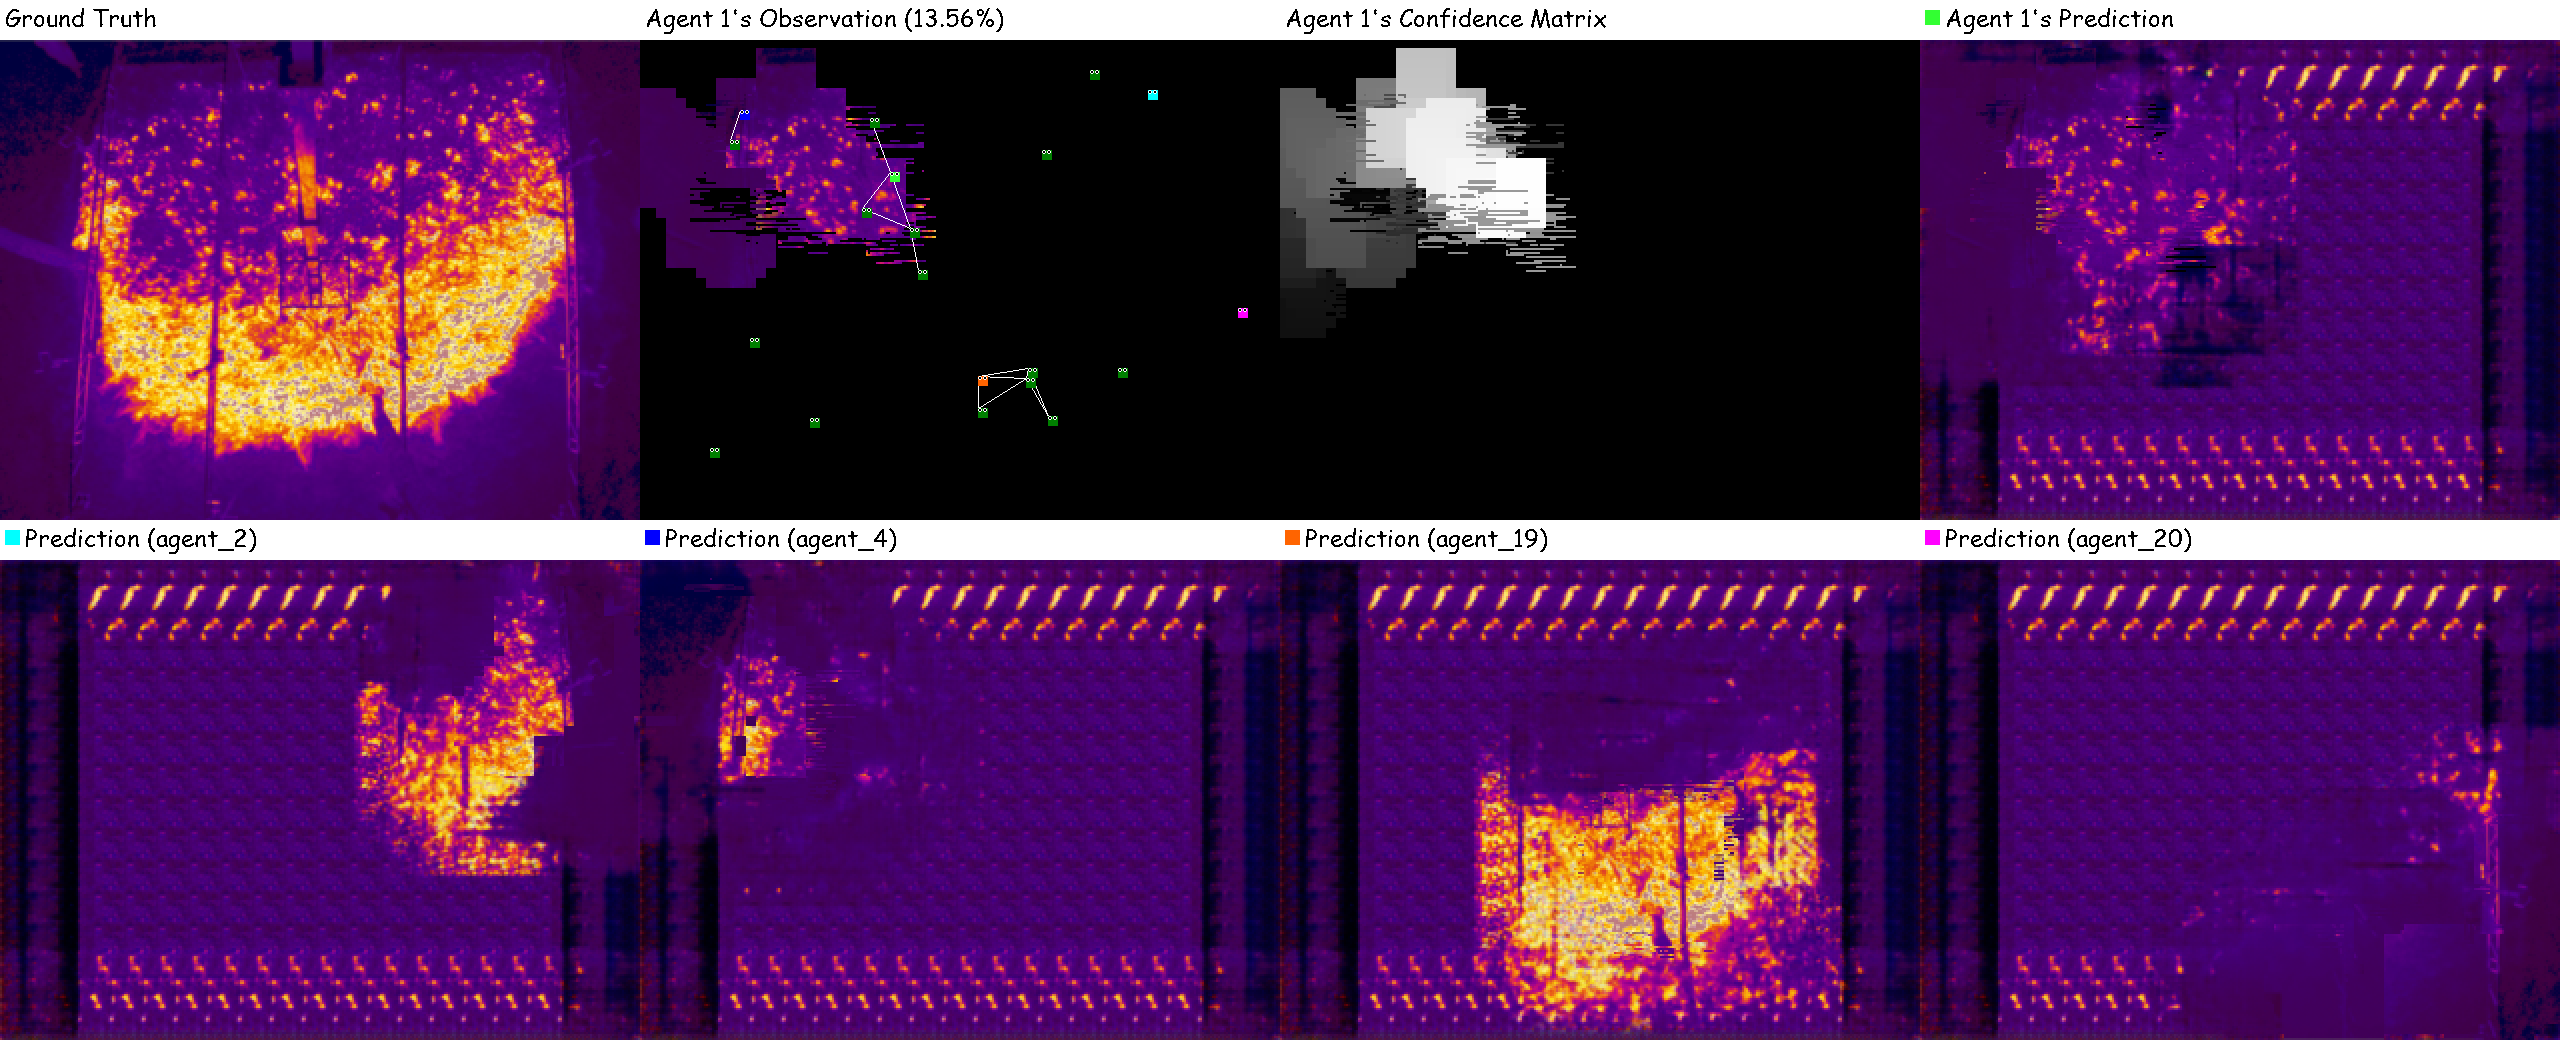 Ground Truth
Agent 1's Observation (13.56%)
Agent 1's Confidence Matrix
Agent 1's Prediction
Prediction (agent_2)
Prediction (agent_4)
Prediction (agent_19)
Prediction (agent_20)